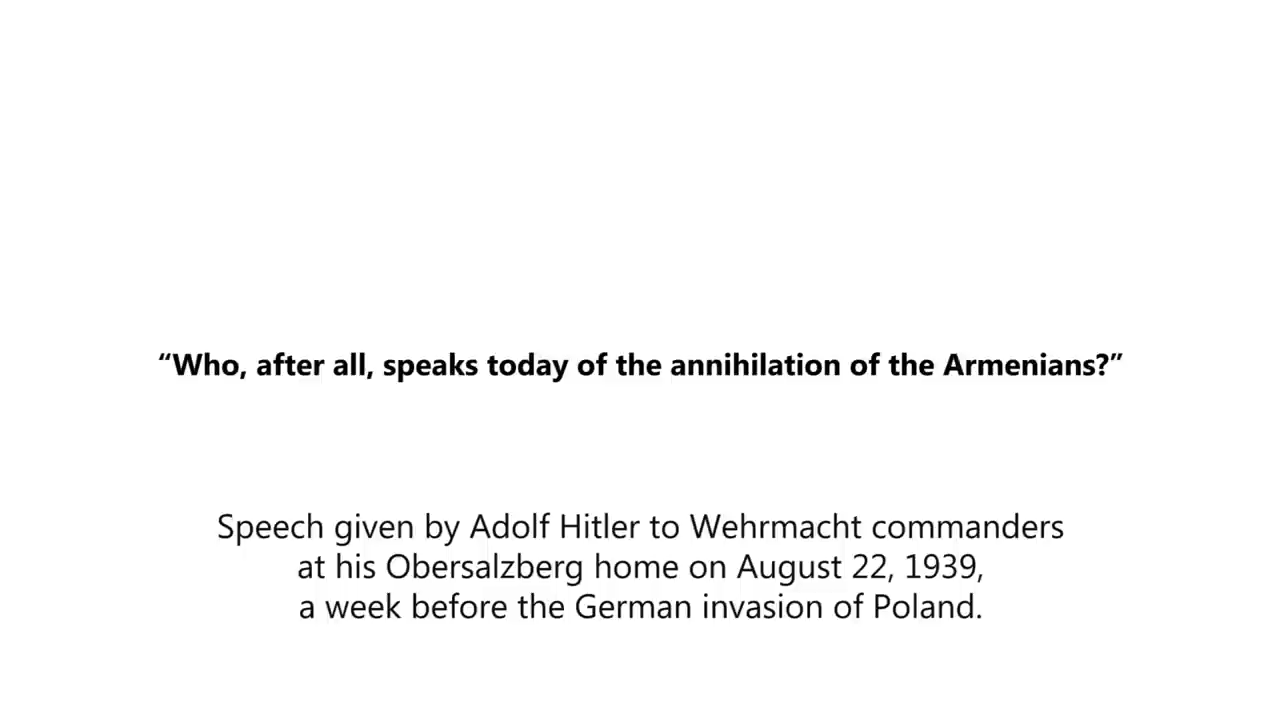 “Who, after all, speaks today of the annihilation of the Armenians?”
Speech given by Adolf Hitler to Wehrmacht commanders
at his Obersalzberg home on August 22, 1939,
a week before the German invasion of Poland.